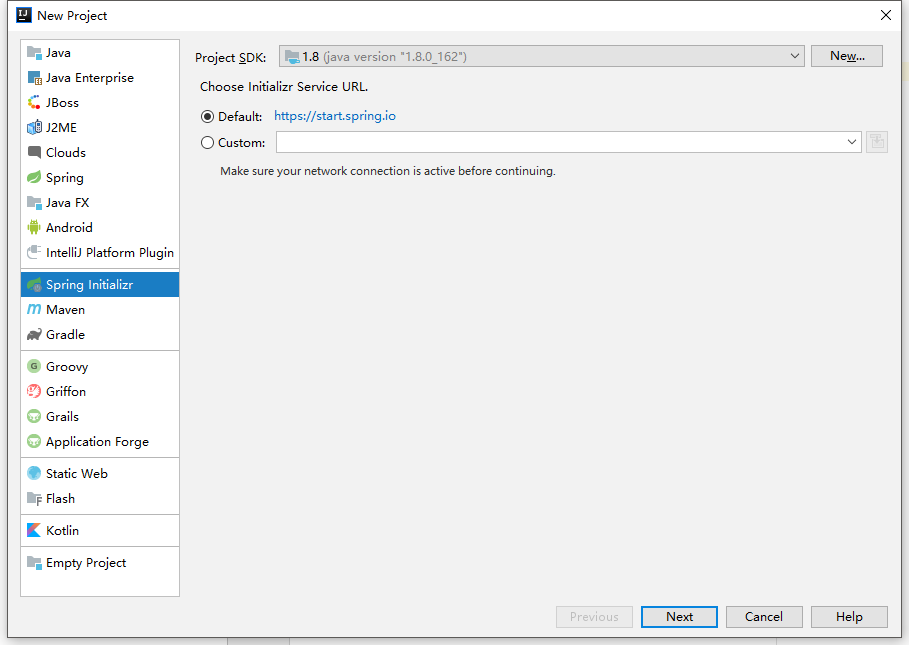 New Project
Java
Java Enterprise
JBoss
J2ME
Clouds
Spring
Java FX
Android
IntelliJ Platform Plugin
Spring Initializr
Maven
Gradle
Groovy
Griffon
Grails
Application Forge
Static Web
Flash
Kotlin
Empty Project
Project SDK: 1.8 (java version "1.8.0_162") New...
Choose Initializr Service URL.
Default: https://start.spring.io
Custom:
Make sure your network connection is active before continuing.
Previous Next Cancel Help